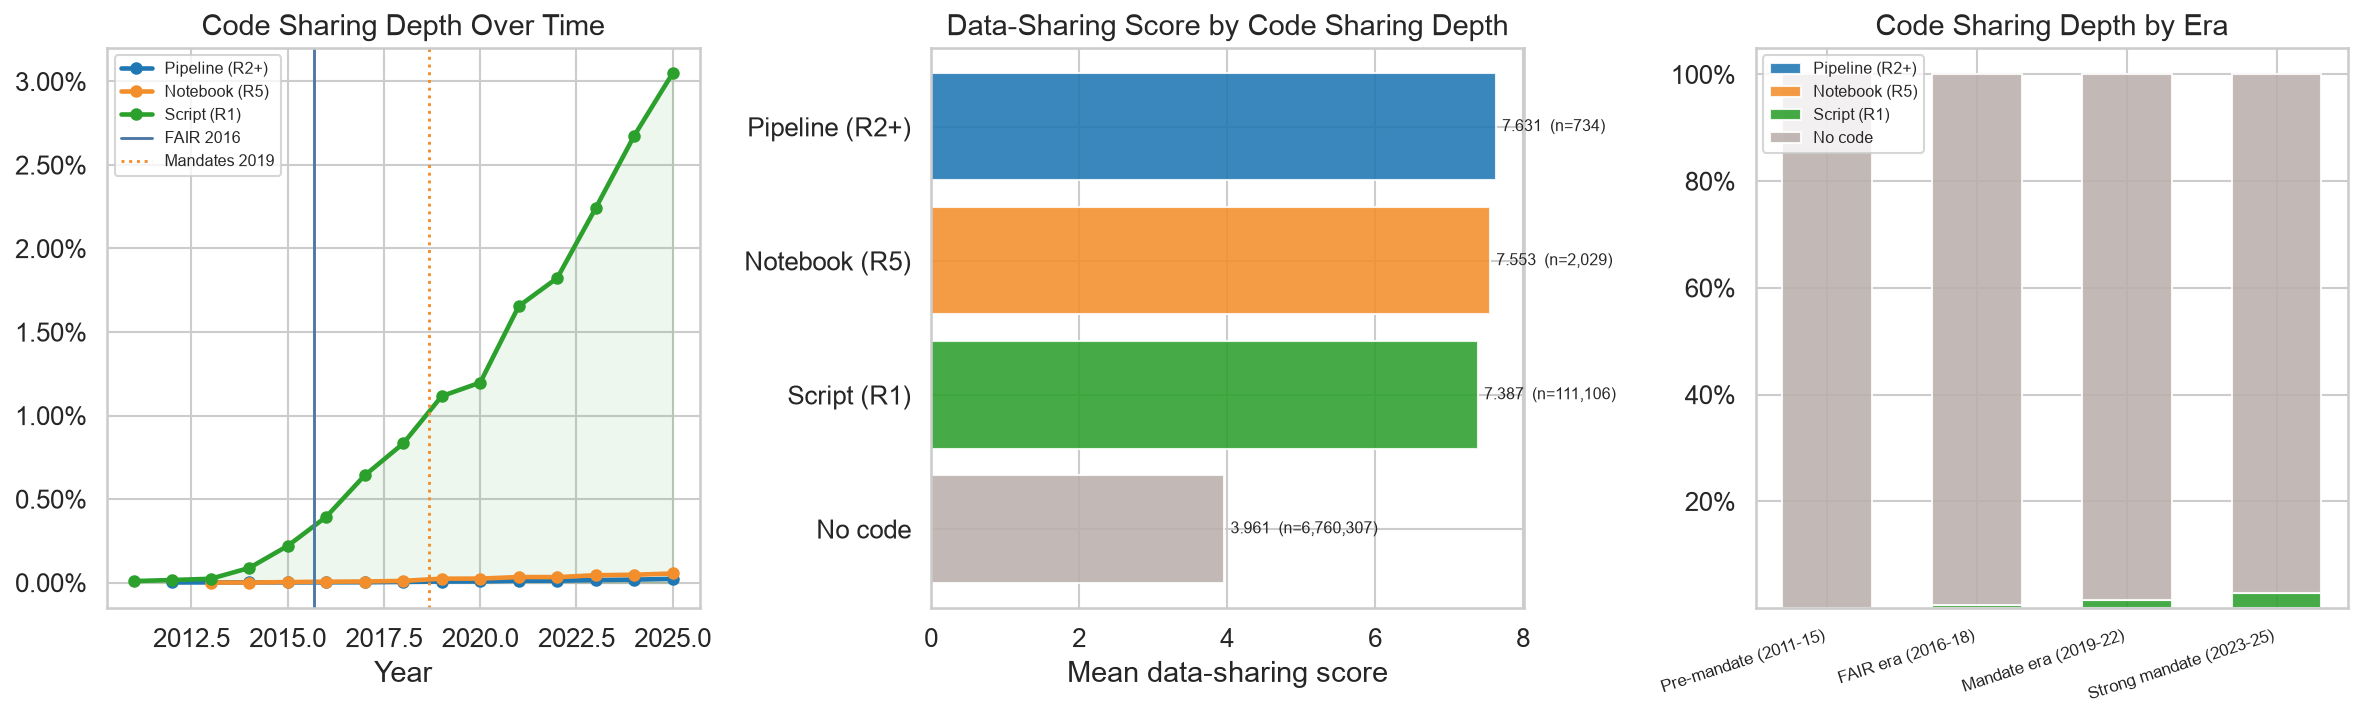 Code Sharing Depth Over Time
3.00%
2.50%
2.00%
1.50%
1.00%
0.50%
0.00%
Pipeline (R2+)
Notebook (R5)
Script (R1)
FAIR 2016
Mandates 2019
2012.5 2015.0 2017.5 2020.0 2022.5 2025.0
Year
Data-Sharing Score by Code Sharing Depth
Pipeline (R2+)
7.631 (n=734)
Notebook (R5)
7.553 (n=2,029)
Script (R1)
7.387 (n=111,106)
No code
3.961 (n=6,760,307)
0 2 4 6 8
Mean data-sharing score
Code Sharing Depth by Era
100%
80%
60%
40%
20%
Pipeline (R2+)
Notebook (R5)
Script (R1)
No code
Pre-mandate (2011-15)
FAIR era (2016-18)
Mandate era (2019-22)
Strong mandate (2023-25)